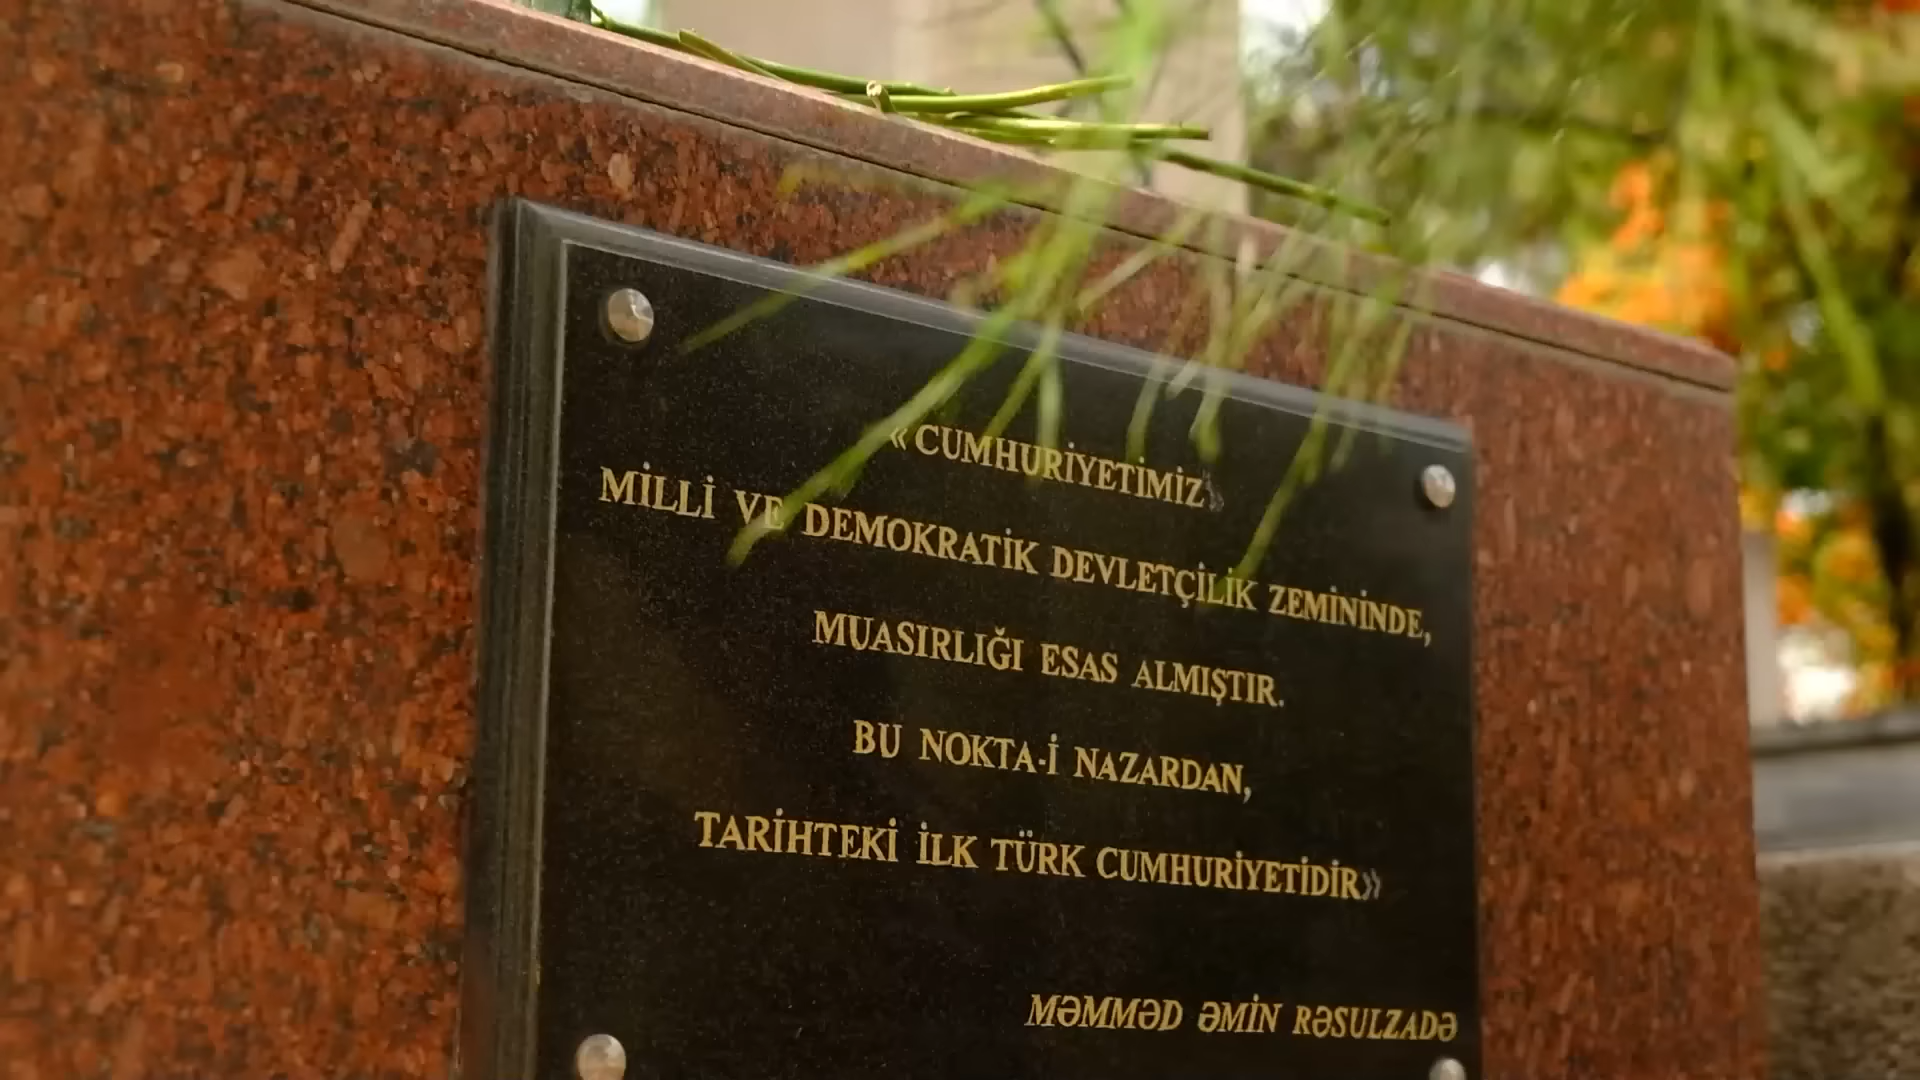 «CUMHURİYETİMİZ»
MİLLİ VE DEMOKRATİK DEVLETÇİLİK ZEMİNİNDE,
MUASIRLIĞI ESAS ALMIŞTIR.
BU NOKTA-İ NAZARDAN,
TARİHTEKİ İLK TÜRK CUMHURİYETİDİR»
MƏMMƏD ƏMİN RƏSULZADƏ